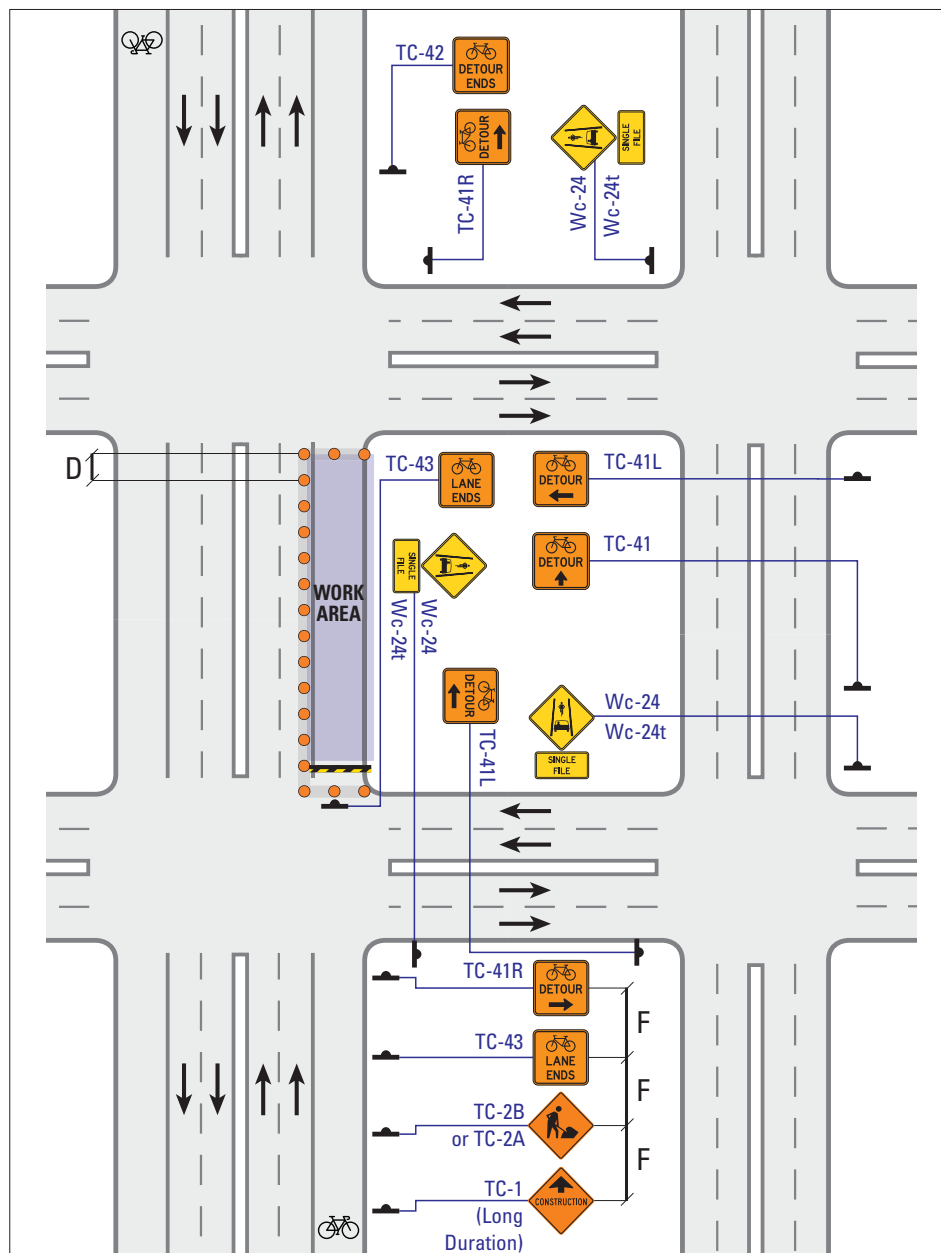 TC-42
DETOUR
ENDS
DETOUR
TC-41R
SINGLE
FILE
Wc-24
Wc-24t
D
TC-43
LANE
ENDS
TC-41L
DETOUR
TC-41
DETOUR
SINGLE
FILE
Wc-24
Wc-24t
WORK
AREA
DETOUR
TC-41L
Wc-24
Wc-24t
SINGLE
FILE
TC-41R
DETOUR
F
TC-43
LANE
ENDS
F
TC-2B
or TC-2A
F
TC-1
(Long
Duration)
CONSTRUCTION